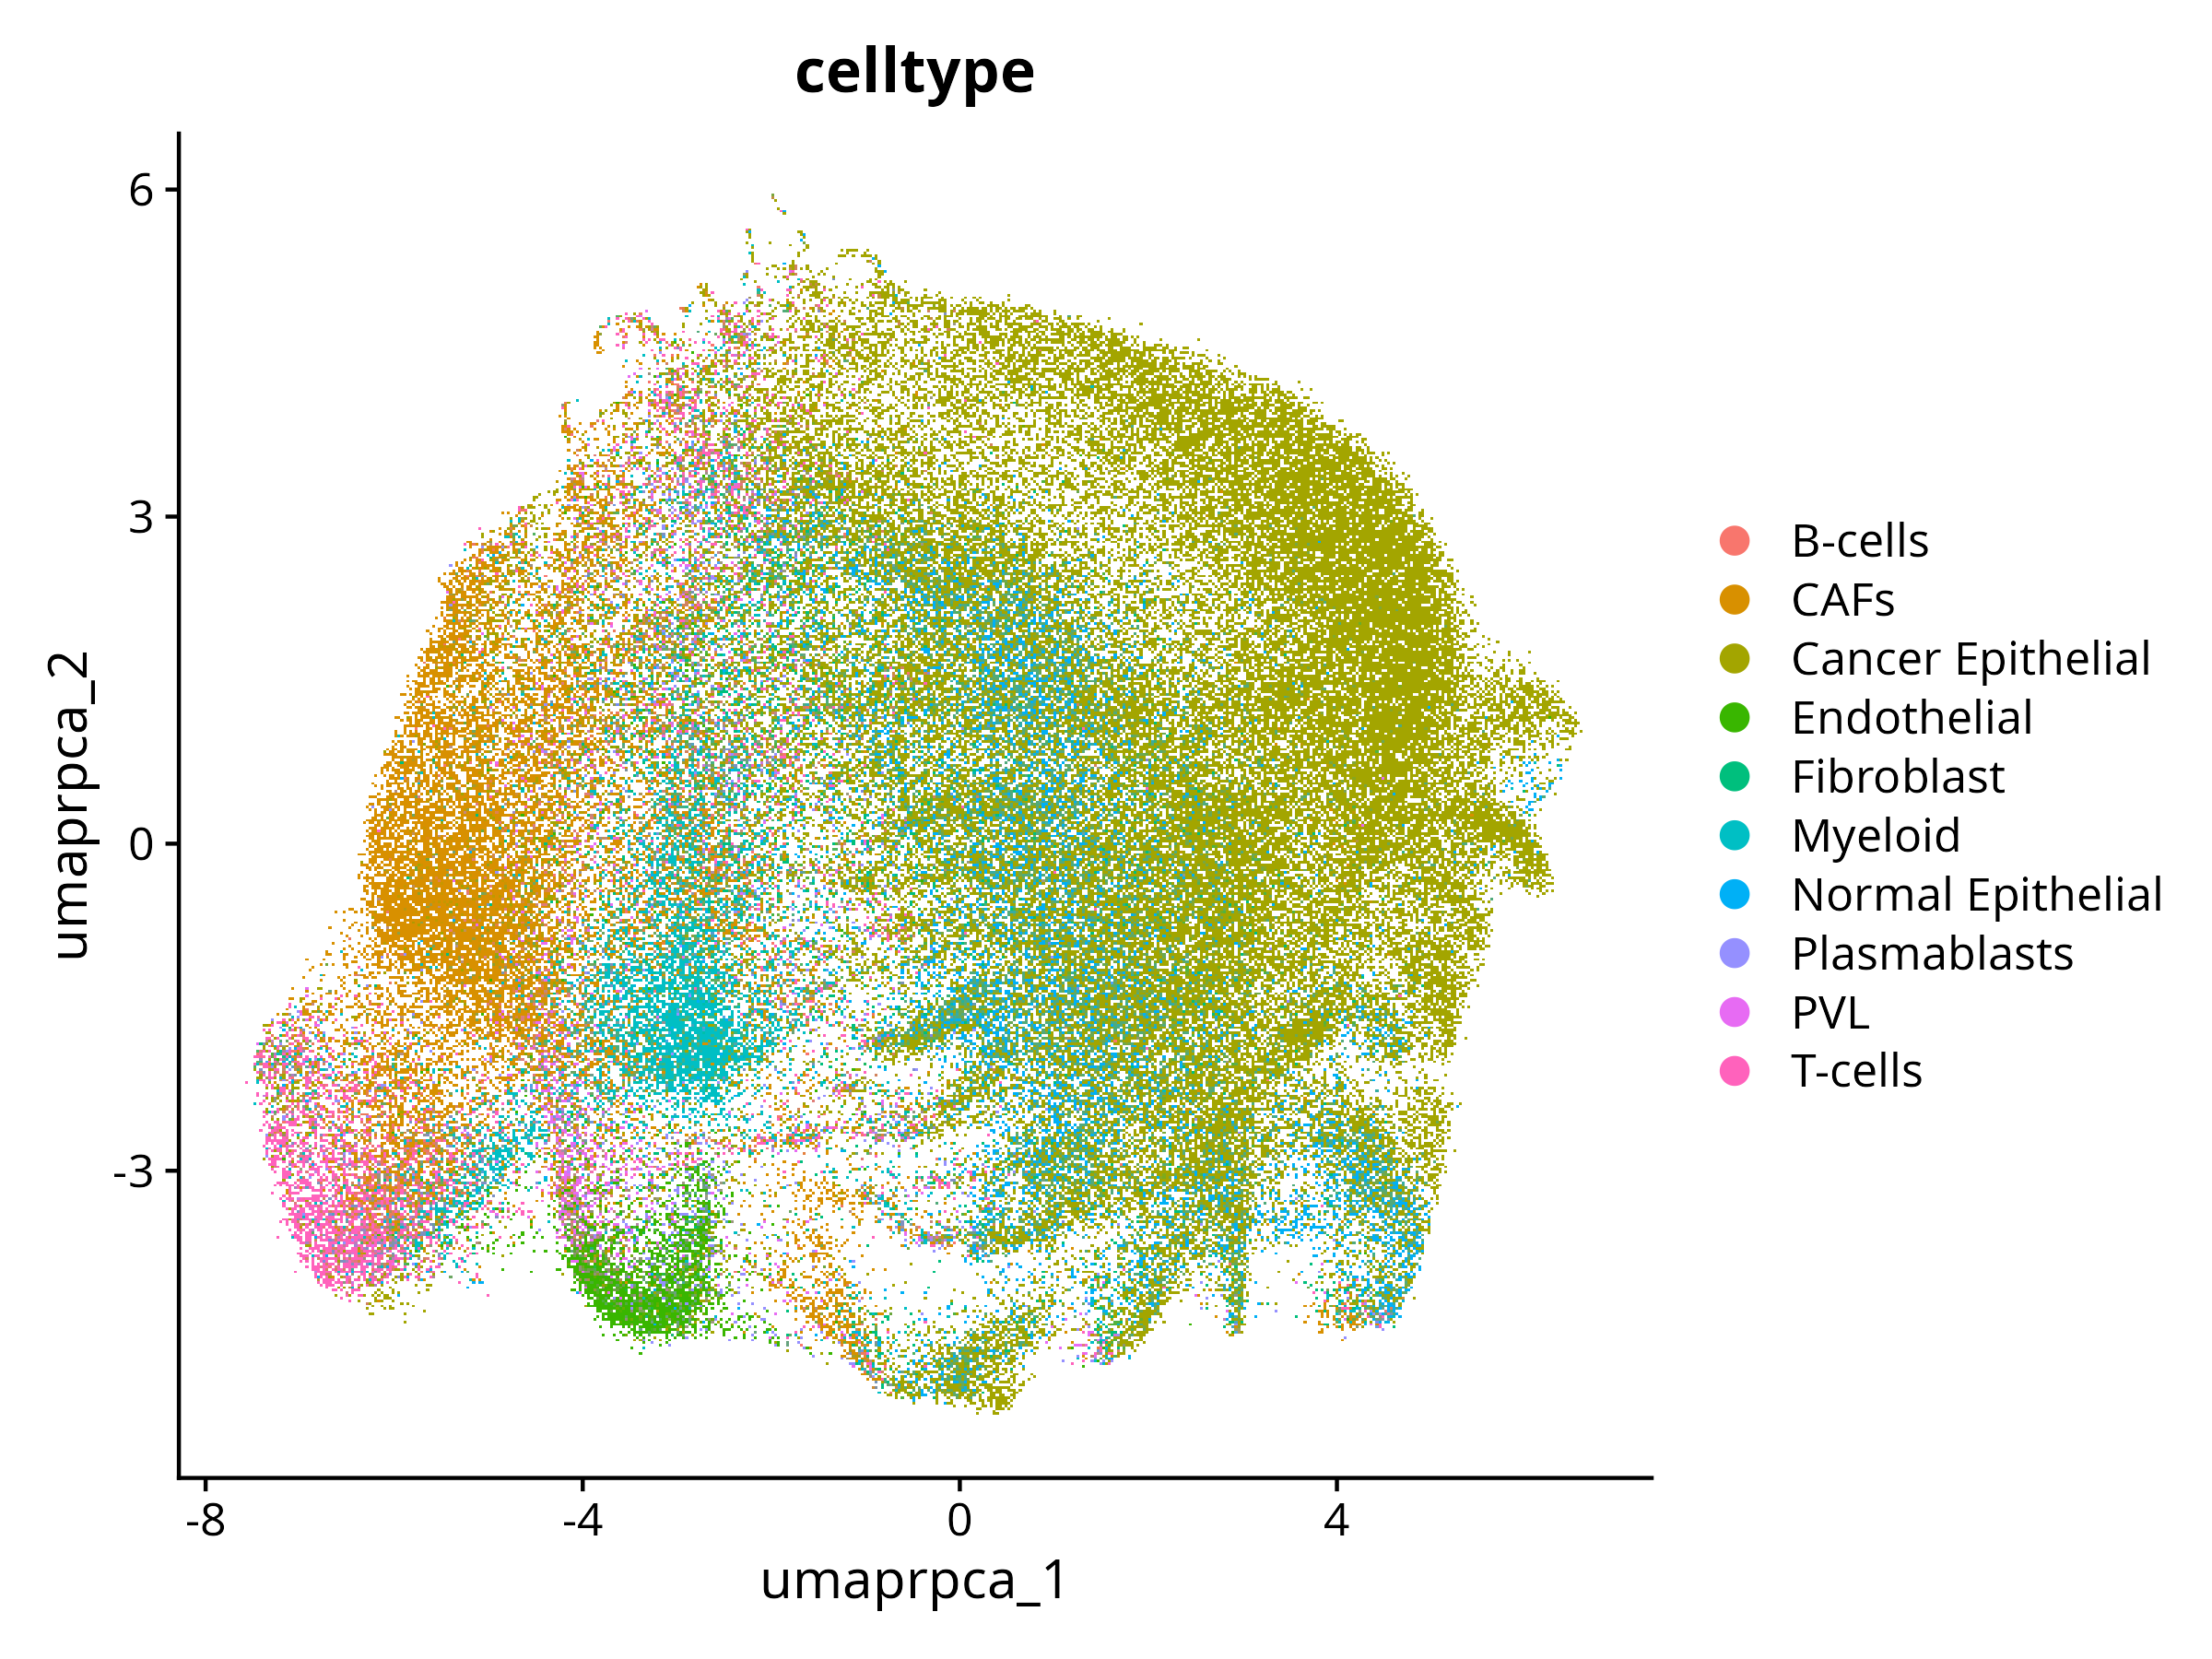 celltype
6
3
0
-3
umaprpca_2
-8
-4
0
4
umaprpca_1
B-cells
CAFs
Cancer Epithelial
Endothelial
Fibroblast
Myeloid
Normal Epithelial
Plasmablasts
PVL
T-cells